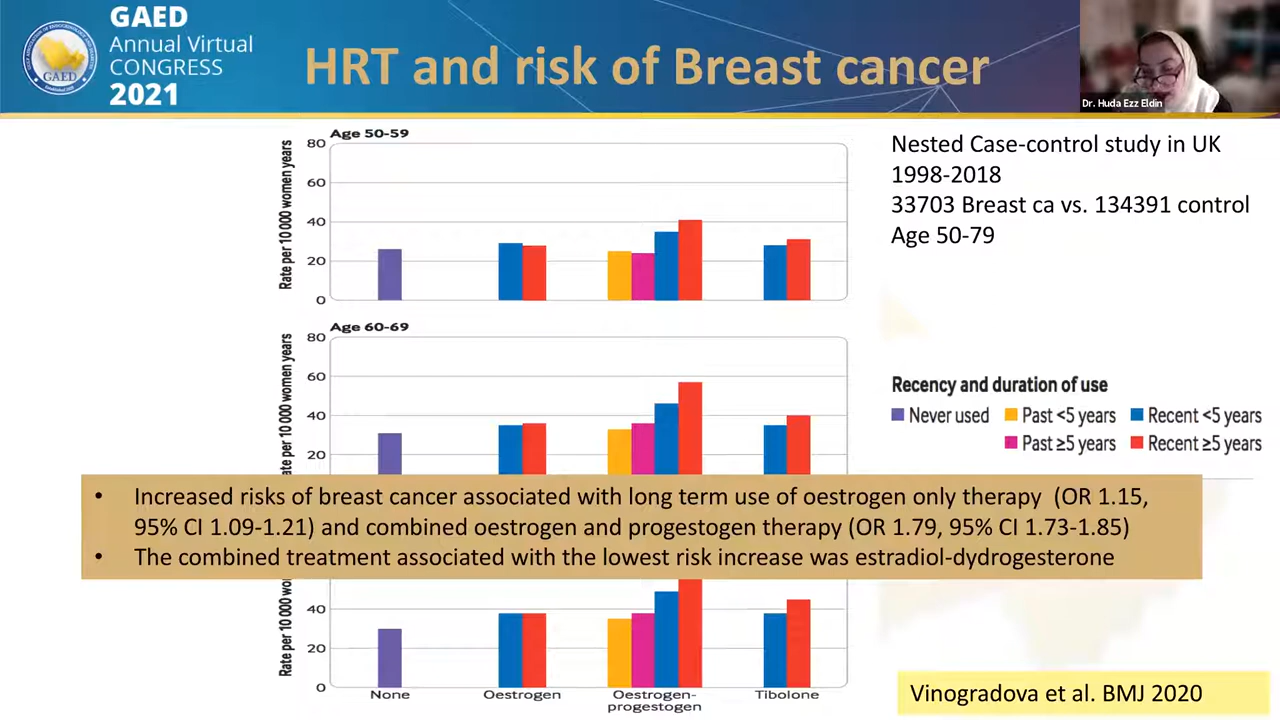 GAED
Annual Virtual
CONGRESS
2021
GAED
HRT and risk of Breast cancer
Dr. Huda Ezz Eldin
Age 50-59
Rate per 10 000 women years
80
60
40
20
0
Nested Case-control study in UK
1998-2018
33703 Breast ca vs. 134391 control
Age 50-79
Age 60-69
ate per 10 000 women years
80
60
40
20
Recency and duration of use
Never used
Past <5 years
Recent <5 years
Past ≥5 years
Recent ≥5 years
• Increased risks of breast cancer associated with long term use of oestrogen only therapy (OR 1.15,
95% CI 1.09-1.21) and combined oestrogen and progestogen therapy (OR 1.79, 95% CI 1.73-1.85)
• The combined treatment associated with the lowest risk increase was estradiol-dydrogesterone
Rate per 10 000 wo
40
20
0
None
Oestrogen
Oestrogen-
progestogen
Tibolone
Vinogradova et al. BMJ 2020